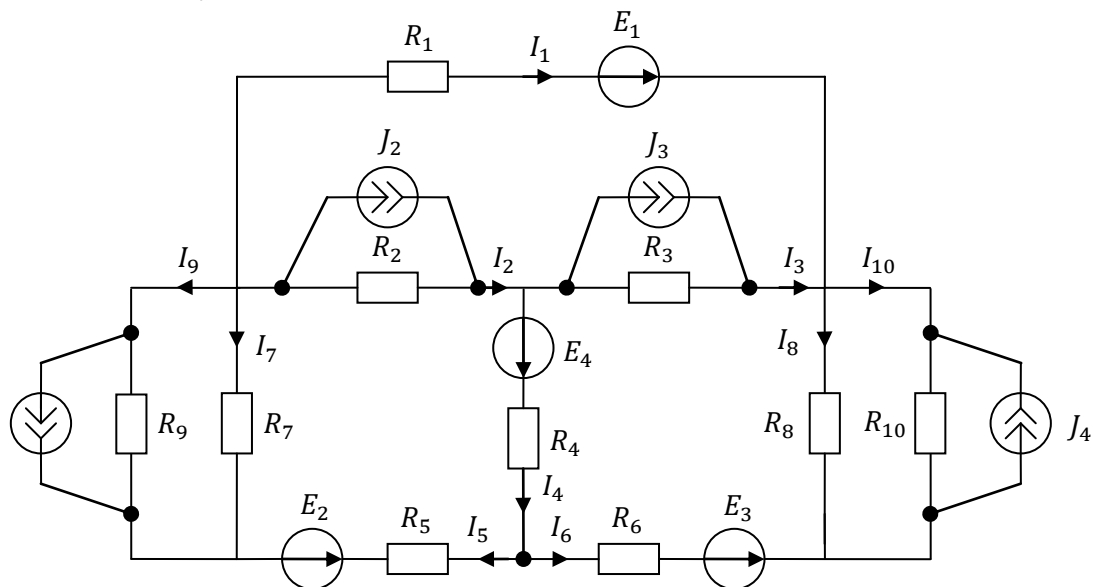 R₁ I₁ E₁
J₂ J₃
I₉ R₂ I₂ R₃ I₃ I₁₀
I₇ E₄ I₈
R₉ R₇ R₄ R₈ R₁₀ J₄
I₄
E₂ R₅ I₅ I₆ R₆ E₃